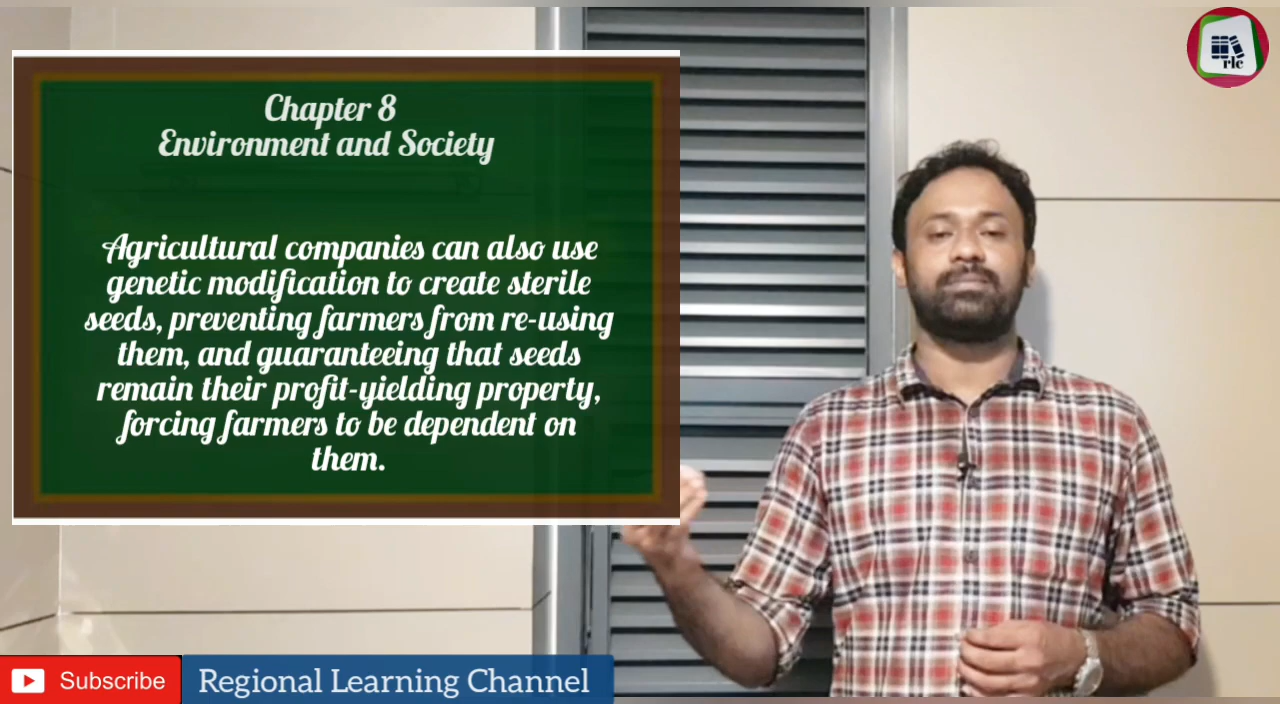 rlc
Chapter 8
Environment and Society
Agricultural companies can also use
genetic modification to create sterile
seeds, preventing farmers from re-using
them, and guaranteeing that seeds
remain their profit-yielding property,
forcing farmers to be dependent on
them.
Subscribe
Regional Learning Channel